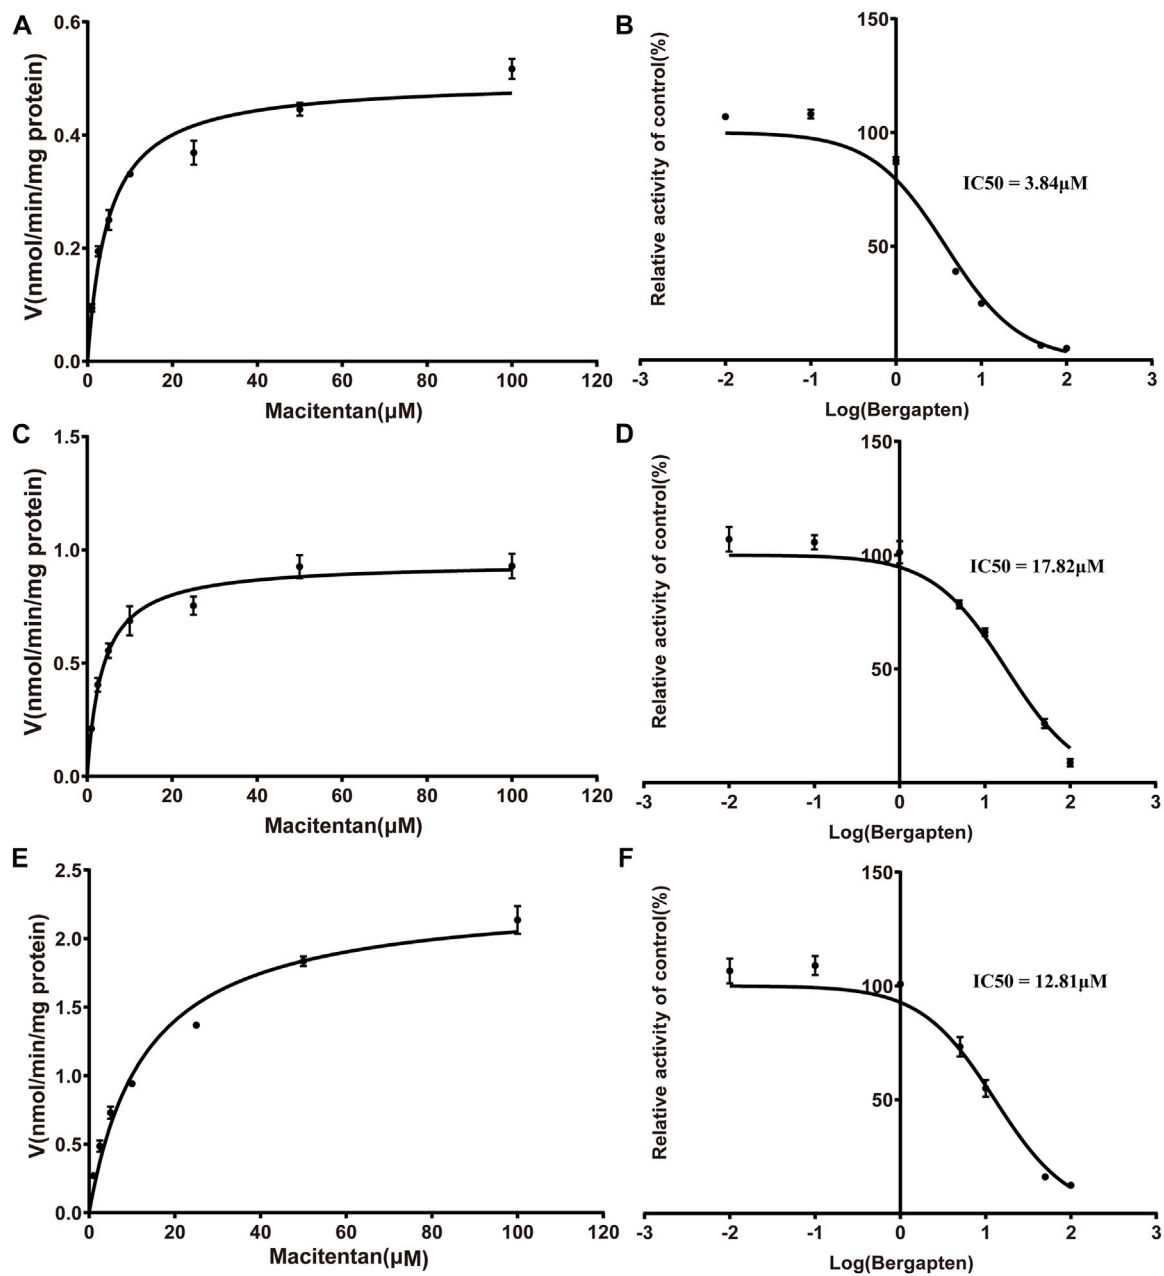 A
V(nmol/min/mg protein)
0.6
0.4
0.2
0.0
0 20 40 60 80 100 120
Macitentan(µM)
B
Relative activity of control(%)
150
100
50
IC50 = 3.84µM
-3 -2 -1 0 1 2 3
Log(Bergapten)
C
V(nmol/min/mg protein)
1.5
1.0
0.5
0.0
0 20 40 60 80 100 120
Macitentan(µM)
D
Relative activity of control(%)
150
100
50
IC50 = 17.82µM
-3 -2 -1 0 1 2 3
Log(Bergapten)
E
V(nmol/min/mg protein)
2.5
2.0
1.5
1.0
0.5
0.0
0 20 40 60 80 100 120
Macitentan(µM)
F
Relative activity of control(%)
150
100
50
IC50 = 12.81µM
-3 -2 -1 0 1 2 3
Log(Bergapten)